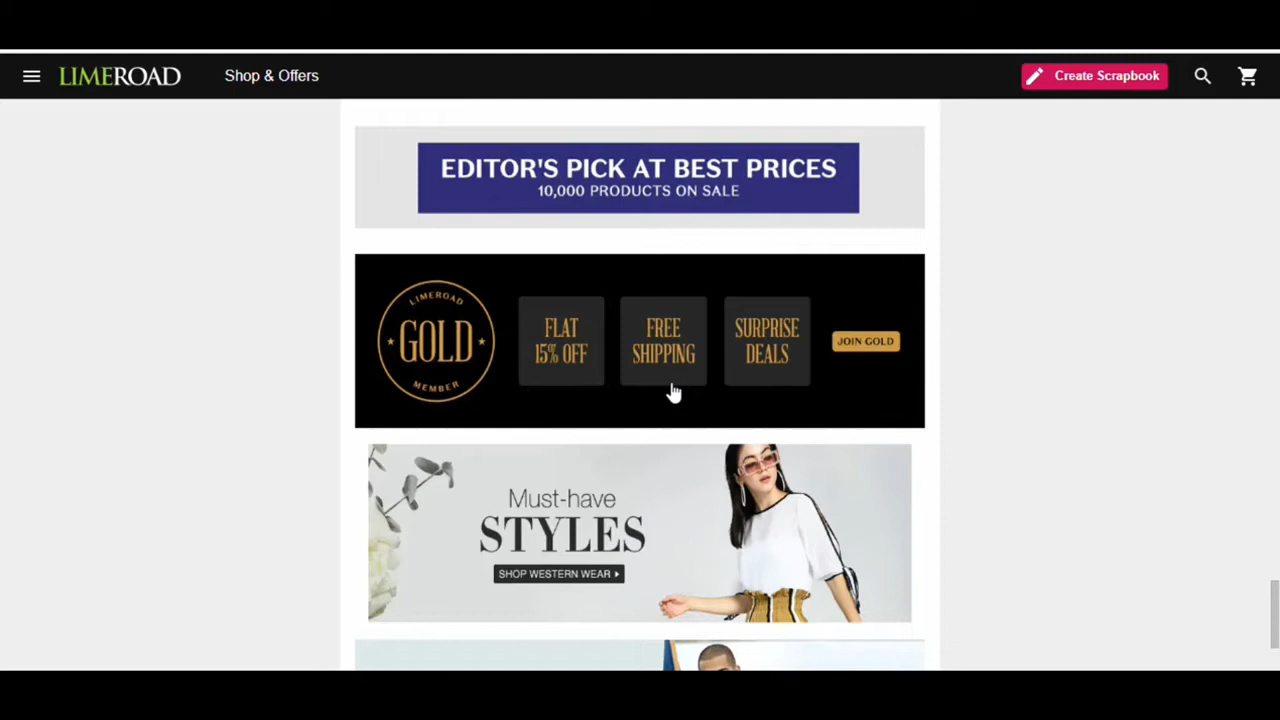 LIMEROAD
Shop & Offers
Create Scrapbook
EDITOR'S PICK AT BEST PRICES
10,000 PRODUCTS ON SALE
LIMEROAD
GOLD
MEMBER
FLAT
15% OFF
FREE
SHIPPING
SURPRISE
DEALS
JOIN GOLD
Must-have
STYLES
SHOP WESTERN WEAR